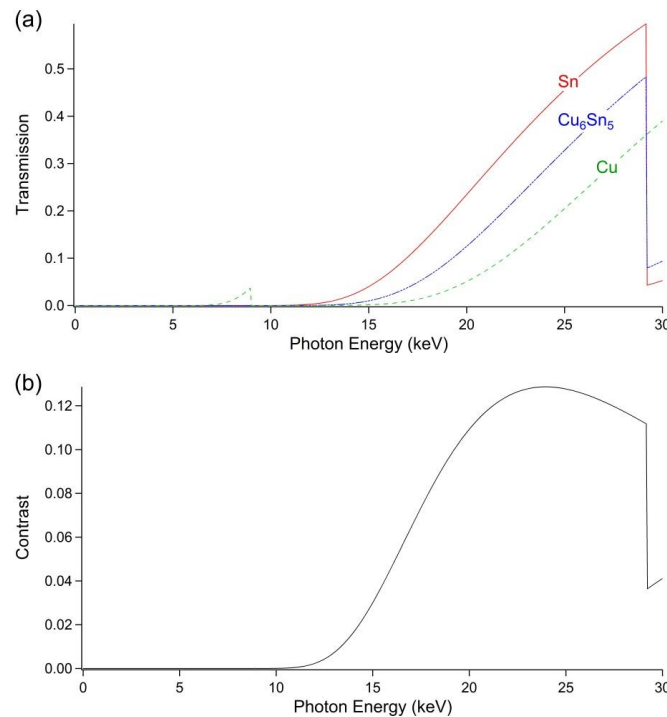 (a)
0.5
0.4
0.3
0.2
0.1
0.0
Transmission
Sn
Cu₆Sn₅
Cu
0 5 10 15 20 25 30
Photon Energy (keV)
(b)
0.12
0.10
0.08
0.06
0.04
0.02
0.00
Contrast
0 5 10 15 20 25 30
Photon Energy (keV)